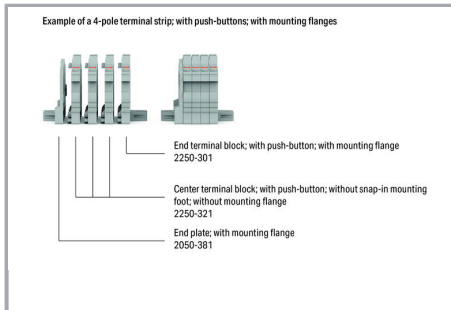 Example of a 4-pole terminal strip; with push-buttons; with mounting flanges
End terminal block; with push-button; with mounting flange
2250-301
Center terminal block; with push-button; without snap-in mounting
foot; without mounting flange
2250-321
End plate; with mounting flange
2050-381